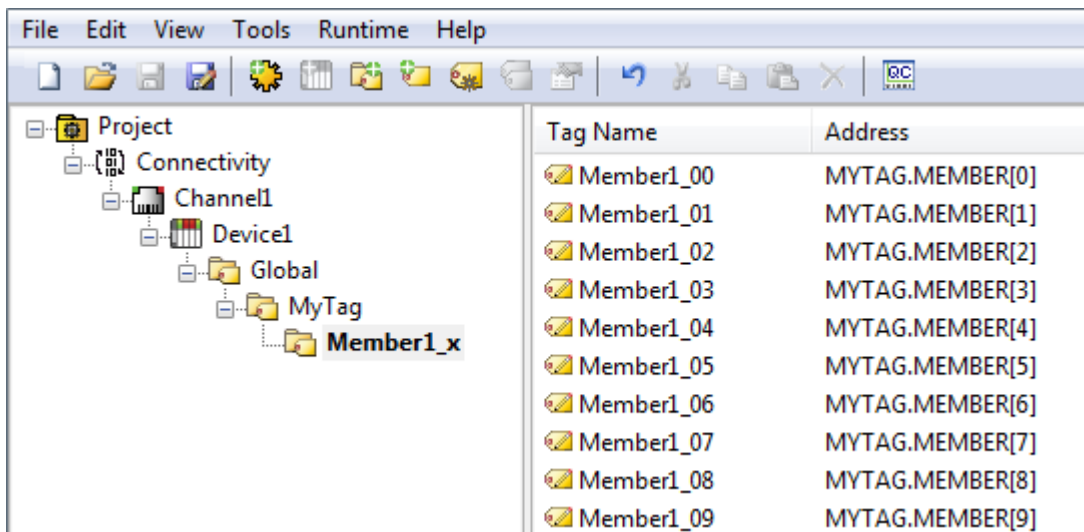 File Edit View Tools Runtime Help
QC
Project
Connectivity
Channel1
Device1
Global
MyTag
Member1_x
Tag Name Address
Member1_00 MYTAG.MEMBER[0]
Member1_01 MYTAG.MEMBER[1]
Member1_02 MYTAG.MEMBER[2]
Member1_03 MYTAG.MEMBER[3]
Member1_04 MYTAG.MEMBER[4]
Member1_05 MYTAG.MEMBER[5]
Member1_06 MYTAG.MEMBER[6]
Member1_07 MYTAG.MEMBER[7]
Member1_08 MYTAG.MEMBER[8]
Member1_09 MYTAG.MEMBER[9]